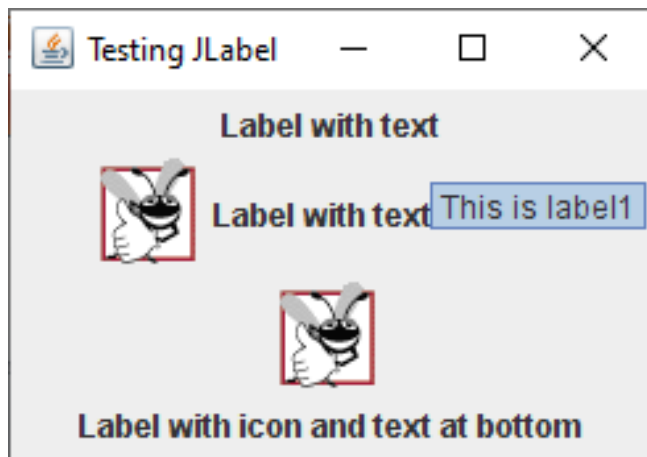 Testing JLabel
Label with text
Label with text
This is label1
Label with icon and text at bottom